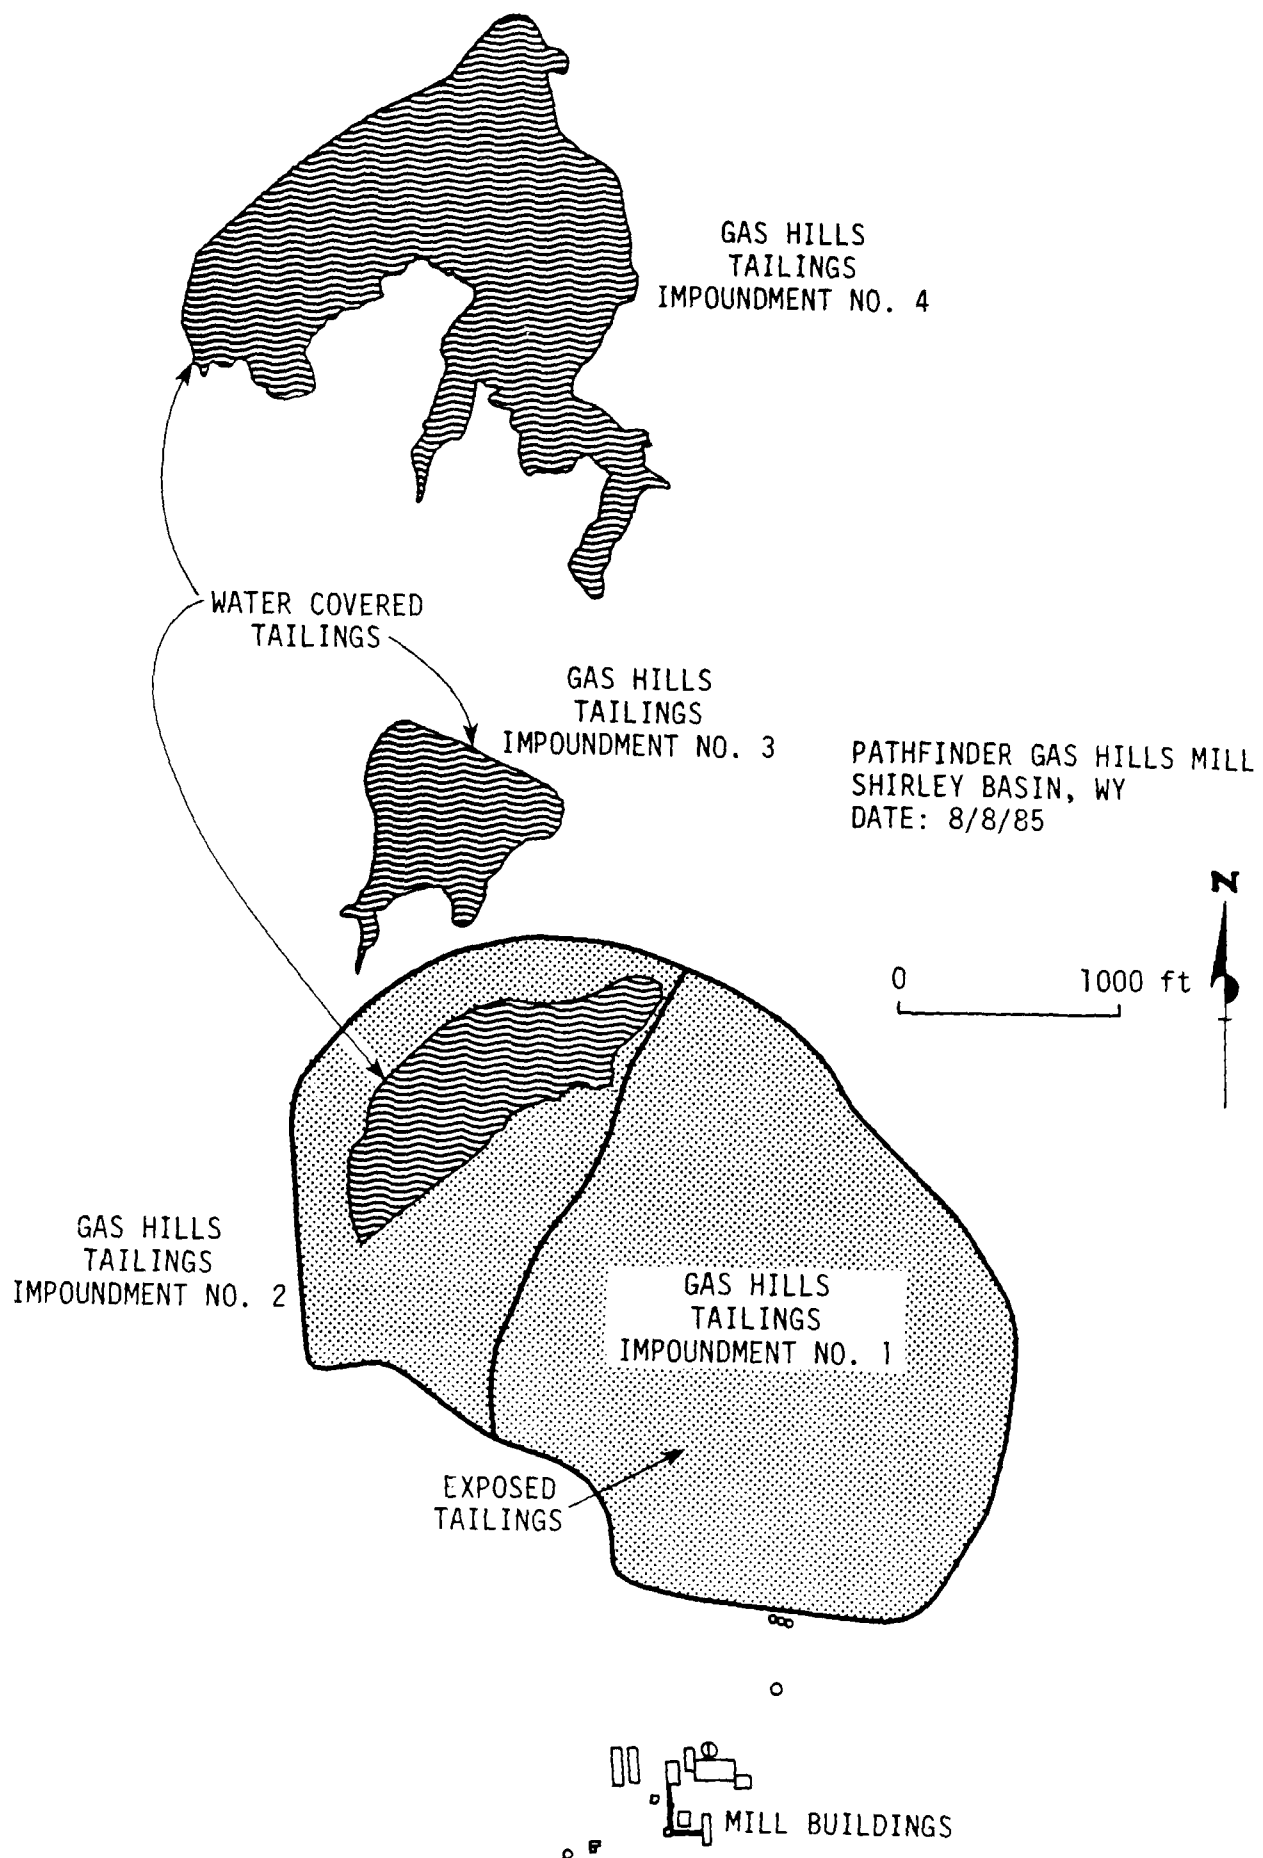 GAS HILLS
TAILINGS
IMPOUNDMENT NO. 4
WATER COVERED
TAILINGS
GAS HILLS
TAILINGS
IMPOUNDMENT NO. 3
PATHFINDER GAS HILLS MILL
SHIRLEY BASIN, WY
DATE: 8/8/85
N
0 1000 ft
GAS HILLS
TAILINGS
IMPOUNDMENT NO. 2
GAS HILLS
TAILINGS
IMPOUNDMENT NO. 1
EXPOSED
TAILINGS
MILL BUILDINGS